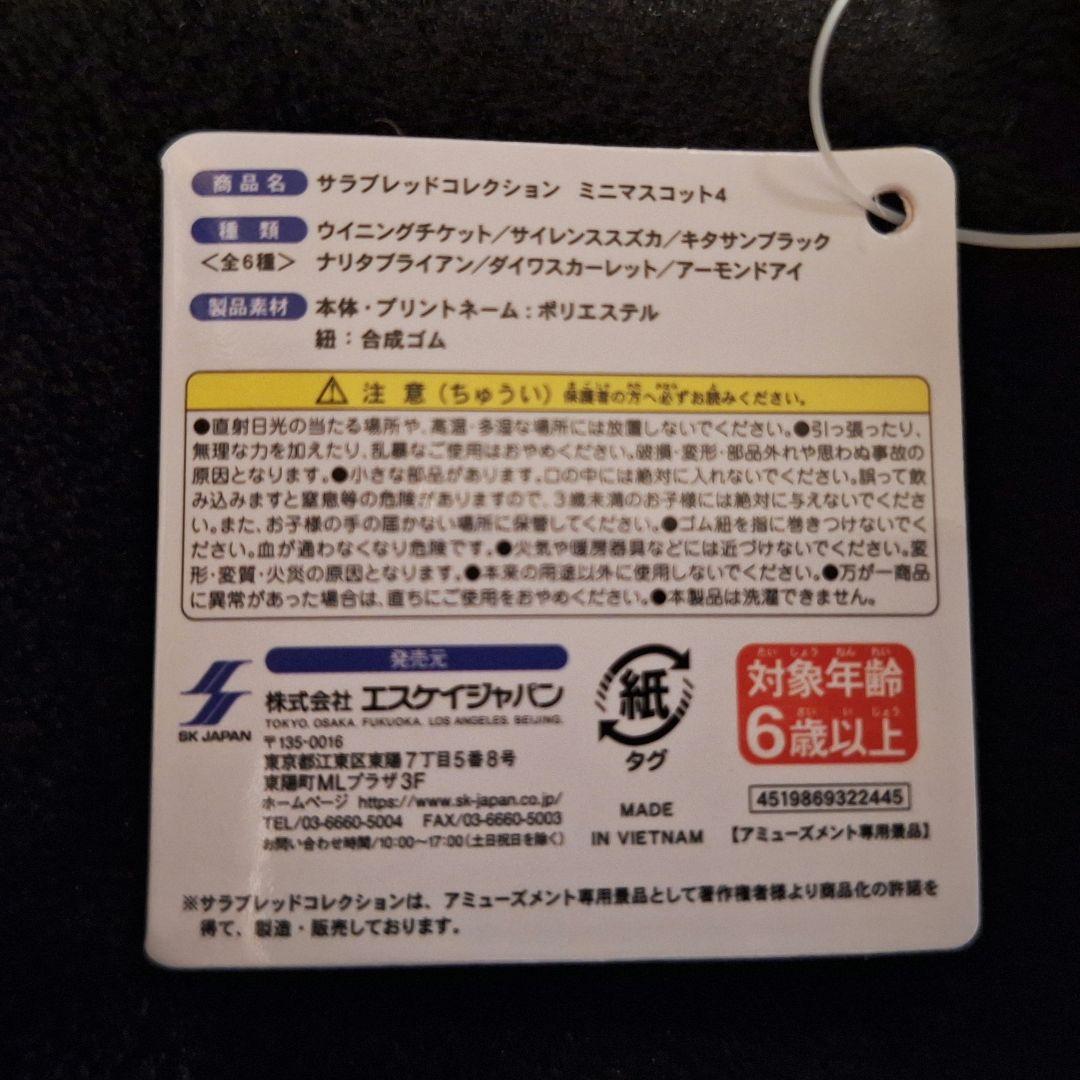 商品名 サラブレッドコレクション ミニマスコット4
種類 ウイニングチケット/サイレンススズカ/キタサンブラック
<全6種> ナリタブライアン/ダイワスカーレット/アーモンドアイ
製品素材 本体・プリントネーム:ポリエステル
紐:合成ゴム
⚠ 注意(ちゅうい) 保護者の方へ必ずお読みください。
●直射日光の当たる場所や、高温・多湿な場所には放置しないでください。●引っ張ったり、
無理な力を加えたり、乱暴なご使用はおやめください。破損・変形・部品外れや思わぬ事故の
原因となります。●小さな部品があります。口の中には絶対に入れないでください。誤って飲
み込みますと窒息等の危険がありますので、3歳未満のお子様には絶対に与えないでくださ
い。また、お子様の手の届かない場所に保管してください。●ゴム紐を指に巻きつけないでく
ださい。血が通わなくなり危険です。●火気や暖房器具などには近づけないでください。変
形・変質・火災の原因となります。●本来の用途以外に使用しないでください。●万が一商品
に異常があった場合は、直ちにご使用をおやめください。●本製品は洗濯できません。
SK JAPAN
発売元
株式会社 エスケイジャパン
TOKYO. OSAKA. FUKUOKA. LOS ANGELES. BEIJING.
〒135-0016
東京都江東区東陽7丁目5番8号
東陽町MLプラザ3F
ホームページ https://www.sk-japan.co.jp/
TEL/03-6660-5004 FAX/03-6660-5003
お問い合わせ時間/10:00〜17:00(土日祝日を除く)
紙
タグ
MADE
IN VIETNAM
たいしょうねんれい
対象年齢
さいいじょう
6歳以上
4519869322445
【アミューズメント専用景品】
※サラブレッドコレクションは、アミューズメント専用景品として著作権者様より商品化の許諾を
得て、製造・販売しております。